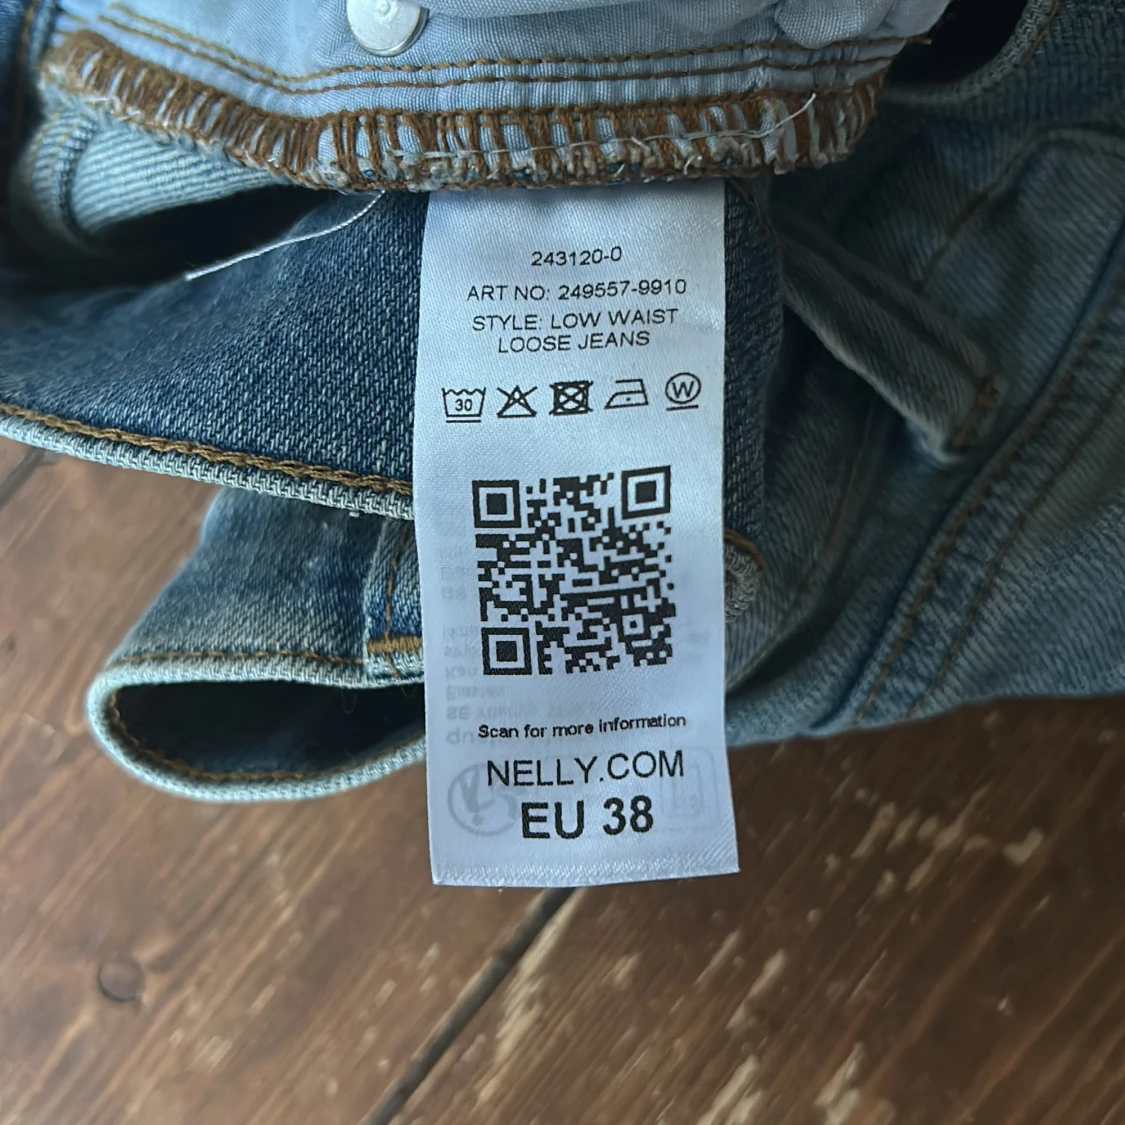 243120-0
ART NO: 249557-9910
STYLE: LOW WAIST
LOOSE JEANS
30
W
Scan for more information
NELLY.COM
EU 38